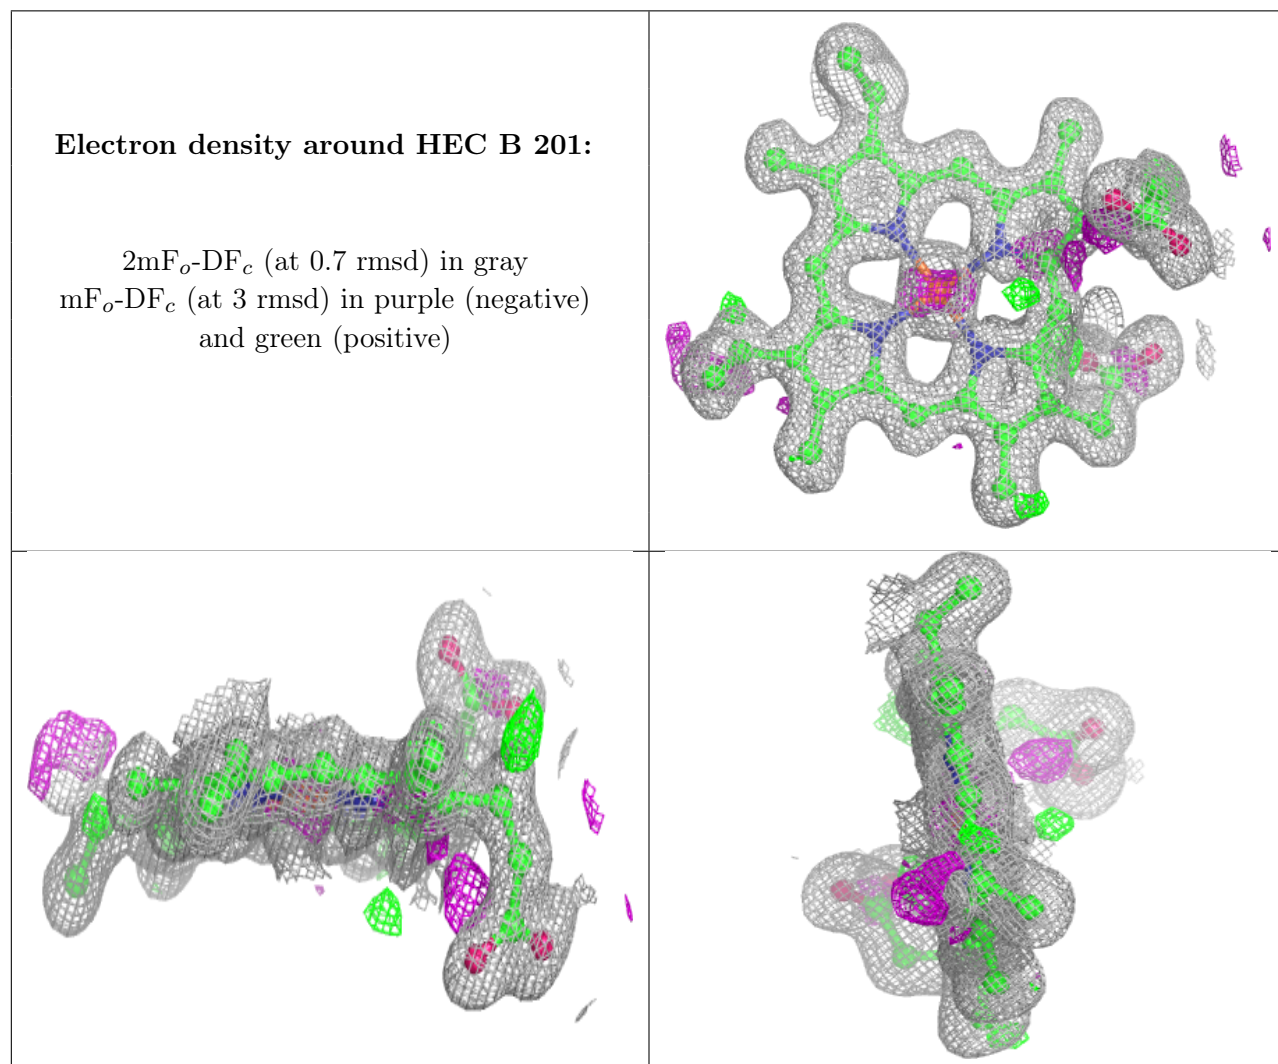 Electron density around HEC B 201:
2mFo-DFc (at 0.7 rmsd) in gray
mFo-DFc (at 3 rmsd) in purple (negative)
and green (positive)